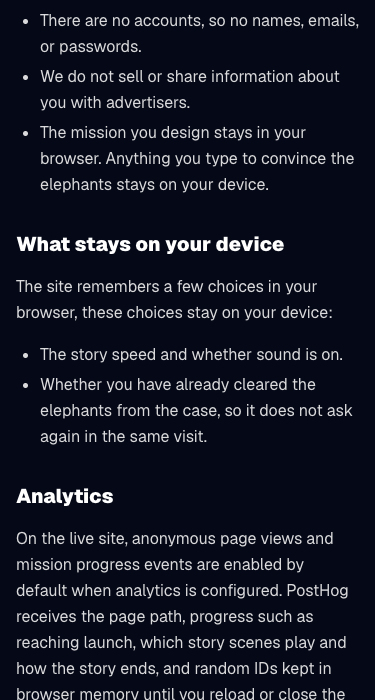 • There are no accounts, so no names, emails,
or passwords.
• We do not sell or share information about
you with advertisers.
• The mission you design stays in your
browser. Anything you type to convince the
elephants stays on your device.
What stays on your device
The site remembers a few choices in your
browser, these choices stay on your device:
• The story speed and whether sound is on.
• Whether you have already cleared the
elephants from the case, so it does not ask
again in the same visit.
Analytics
On the live site, anonymous page views and
mission progress events are enabled by
default when analytics is configured. PostHog
receives the page path, progress such as
reaching launch, which story scenes play and
how the story ends, and random IDs kept in
browser memory until you reload or close the